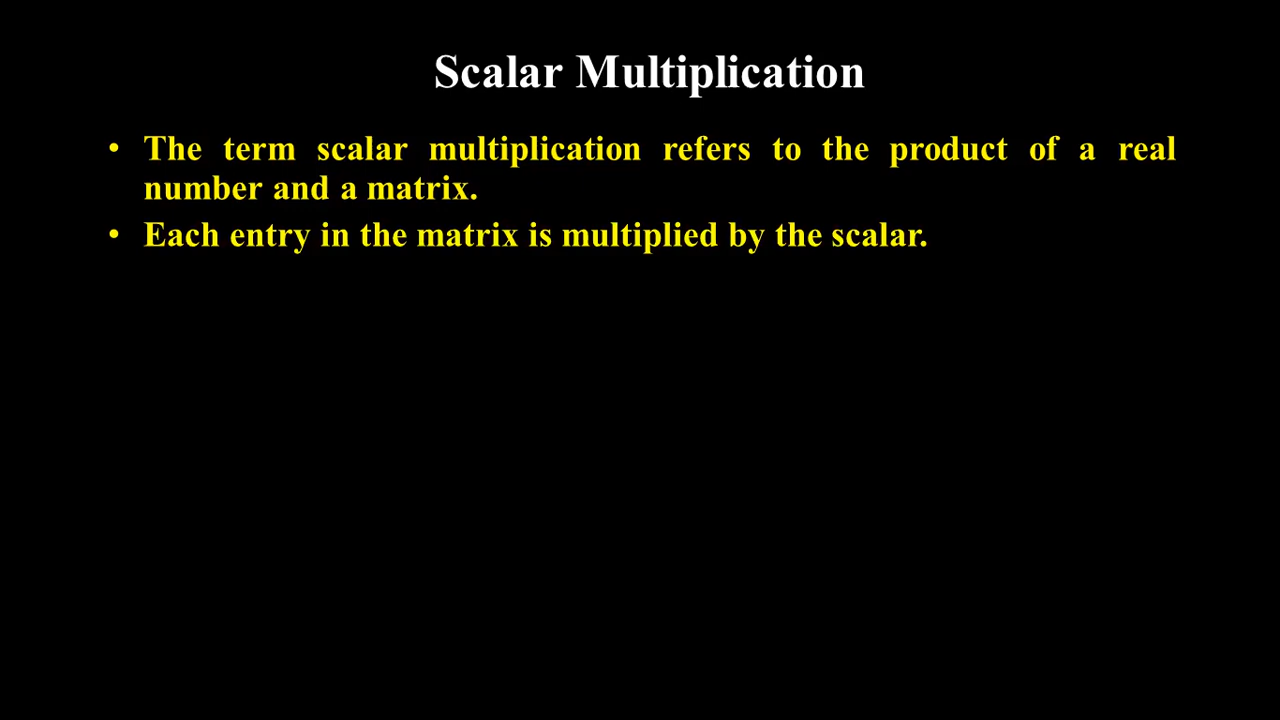 Scalar Multiplication
• The term scalar multiplication refers to the product of a real
number and a matrix.
• Each entry in the matrix is multiplied by the scalar.